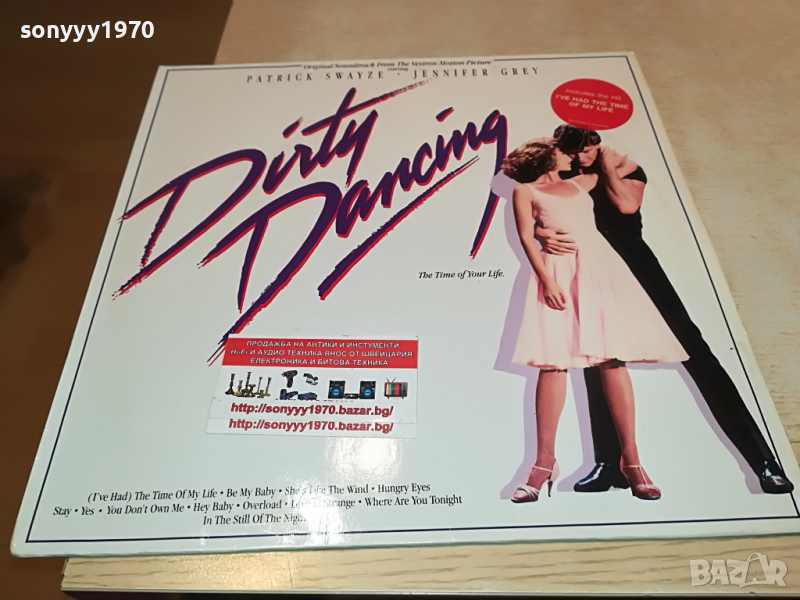 sonyyy1970
Original Soundtrack From The Vestron Motion Picture
starring
PATRICK SWAYZE • JENNIFER GREY
Includes the Hit
I'VE HAD THE TIME
OF MY LIFE
Dirty
Dancing
The Time of Your Life.
ПРОДАЖБА НА АНТИКИ И ИНСТУМЕНТИ
Hi-Fi И АУДИО ТЕХНИКА ВНОС ОТ ШВЕЙЦАРИЯ
ЕЛЕКТРОНИКА И БИТОВА ТЕХНИКА
http://sonyyy1970.bazar.bg/
http://sonyyy1970.bazar.bg/
(I've Had) The Time Of My Life • Be My Baby • She's Like The Wind • Hungry Eyes
Stay • Yes • You Don't Own Me • Hey Baby • Overload • Love Is Strange • Where Are You Tonight
In The Still Of The Night
BAZAR